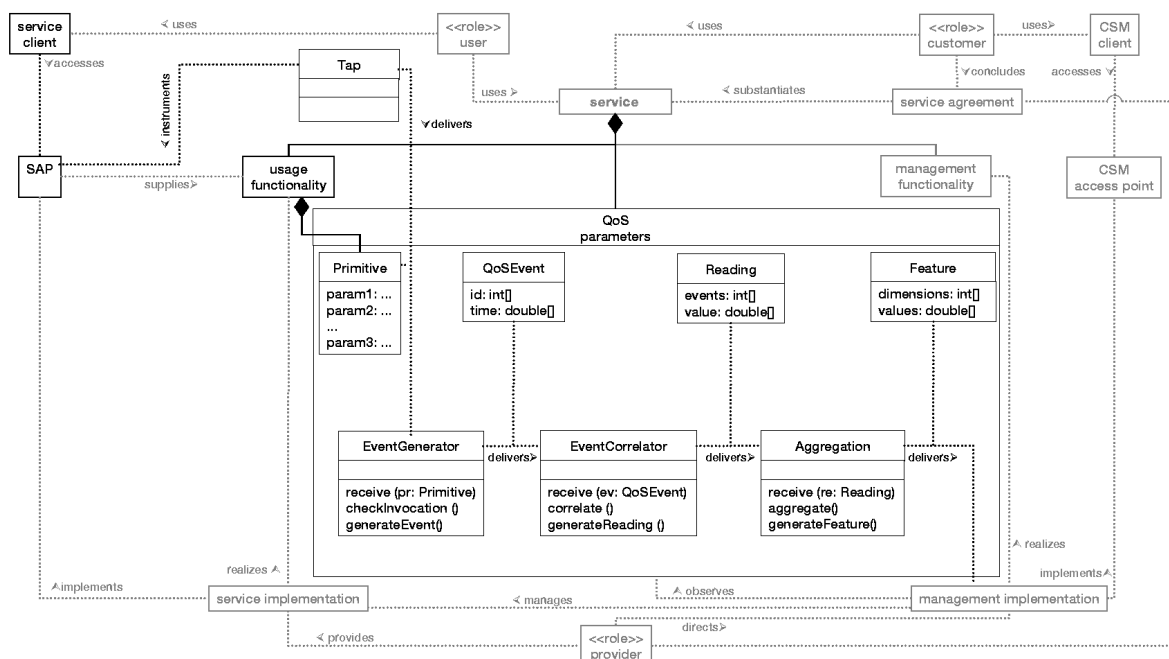 service
client
⋖ uses
<<role>>
user
<<role>>
customer
uses⋗
CSM
client
⋎accesses
Tap
⋎concludes
accesses ⋎
uses ⋗
service
⋖ substantiates
service agreement
⋖ instruments
⋎delivers
SAP
usage
functionality
supplies⋗
management
functionality
CSM
access point
QoS
parameters
Primitive
param1: ...
param2: ...
...
param3: ...
QoSEvent
id: int[]
time: double[]
Reading
events: int[]
value: double[]
Feature
dimensions: int[]
values: double[]
EventGenerator
receive (pr: Primitive)
checkInvocation ()
generateEvent()
delivers⋗
EventCorrelator
receive (ev: QoSEvent)
correlate ()
generateReading ()
delivers⋗
Aggregation
receive (re: Reading)
aggregate()
generateFeature()
delivers⋗
⋏realizes
realizes ⋏
implements⋏
⋏implements
service implementation
⋖ manages
⋏ observes
management implementation
⋖ provides
<<role>>
provider
directs⋗